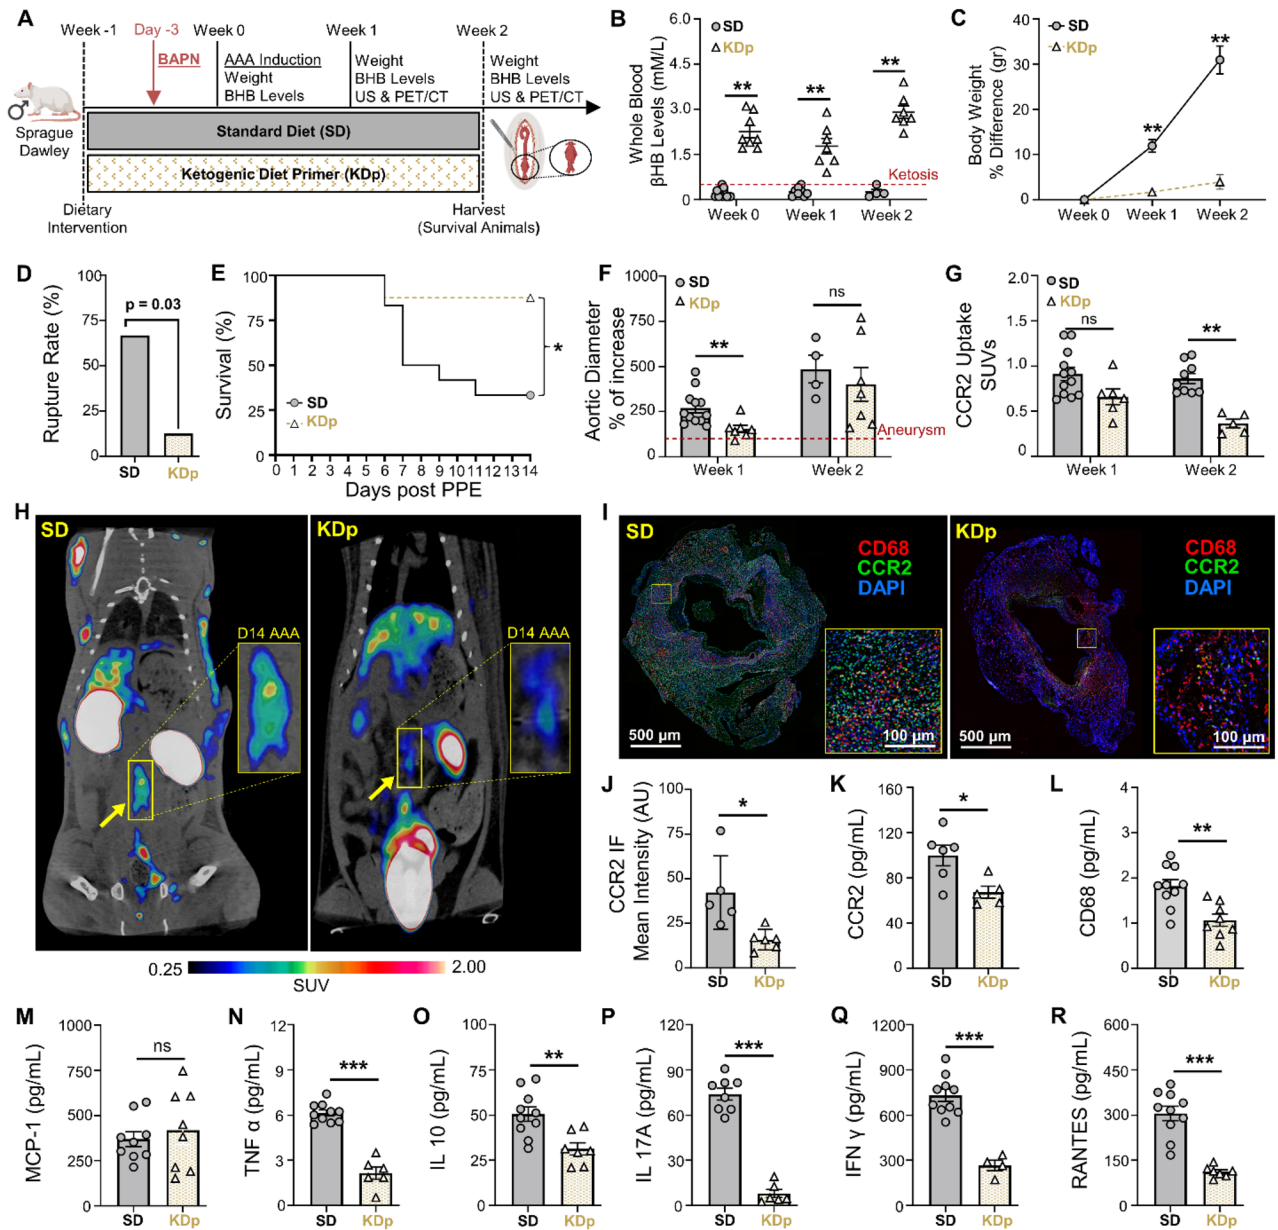 A
Week -1
Day -3
Week 0
Week 1
Week 2
BAPN
AAA Induction
Weight
BHB Levels
Weight
BHB Levels
US & PET/CT
Weight
BHB Levels
US & PET/CT
Sprague
Dawley
Standard Diet (SD)
Ketogenic Diet Primer (KDp)
Dietary
Intervention
Harvest
(Survival Animals)
B
Whole Blood
βHB Levels (mM/L)
6.0
4.5
3.0
1.5
0
SD
KDp
**
**
**
Ketosis
Week 0
Week 1
Week 2
C
Body Weight
% Difference (gr)
40
30
20
10
0
SD
KDp
**
**
Week 0
Week 1
Week 2
D
Rupture Rate (%)
100
75
50
25
0
p = 0.03
SD
KDp
E
Survival (%)
100
75
50
25
0
SD
KDp
*
0 1 2 3 4 5 6 7 8 9 10 11 12 13 14
Days post PPE
F
Aortic Diameter
% of increase
1000
750
500
250
0
SD
KDp
**
ns
Aneurysm
Week 1
Week 2
G
CCR2 Uptake
SUVs
2.0
1.5
1.0
0.5
0
SD
KDp
ns
**
Week 1
Week 2
H
SD
D14 AAA
KDp
D14 AAA
0.25
2.00
SUV
I
SD
CD68
CCR2
DAPI
500 µm
100 µm
KDp
CD68
CCR2
DAPI
500 µm
100 µm
J
CCR2 IF
Mean Intensity (AU)
100
75
50
25
0
*
SD
KDp
K
CCR2 (pg/mL)
160
120
80
40
0
*
SD
KDp
L
CD68 (pg/mL)
4
3
2
1
0
**
SD
KDp
M
MCP-1 (pg/mL)
1000
750
500
250
0
ns
SD
KDp
N
TNF α (pg/mL)
12
9
6
3
0
***
SD
KDp
O
IL 10 (pg/mL)
100
75
50
25
0
**
SD
KDp
P
IL 17A (pg/mL)
120
90
60
30
0
***
SD
KDp
Q
IFN γ (pg/mL)
1200
900
600
300
0
***
SD
KDp
R
RANTES (pg/mL)
600
450
300
150
0
***
SD
KDp